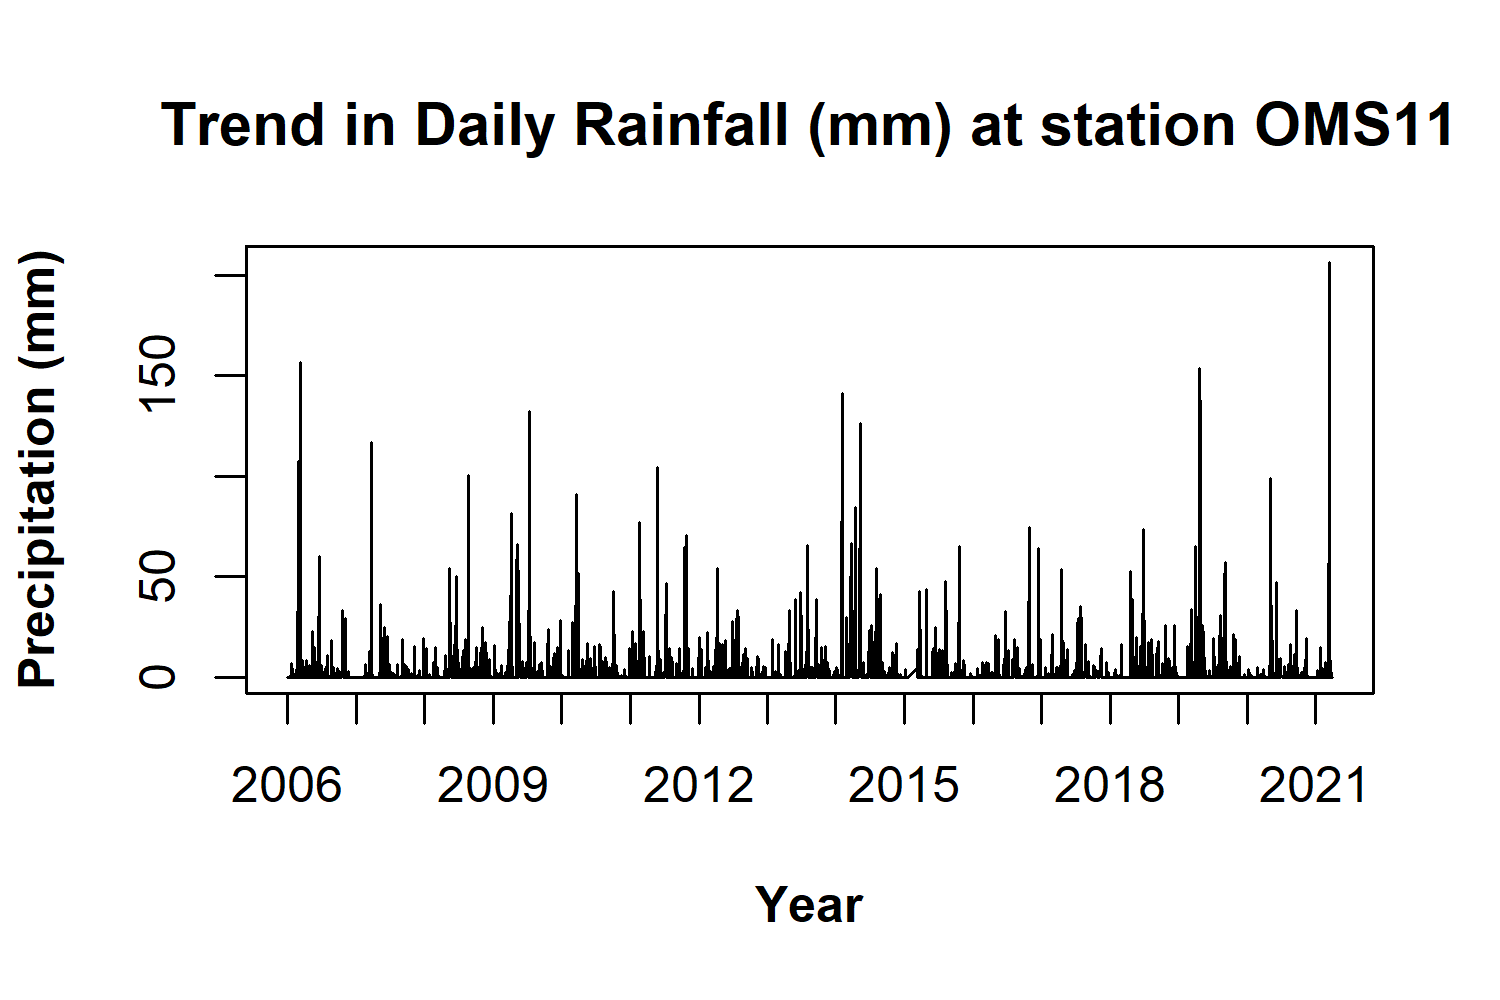 Trend in Daily Rainfall (mm) at station OMS11
Precipitation (mm)
150
50
0
2006 2009 2012 2015 2018 2021
Year